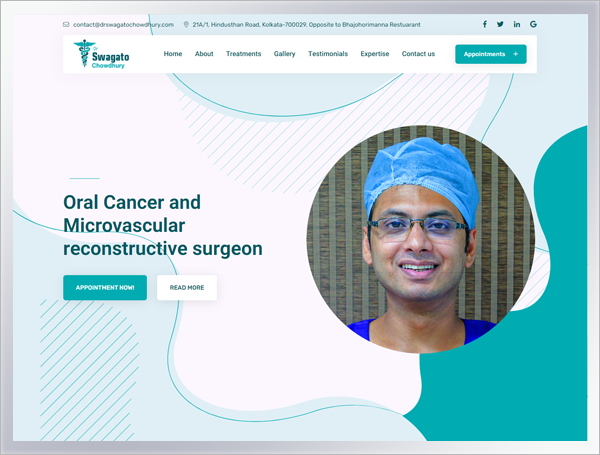 contact@drswagatochowdhury.com
21A/1, Hindusthan Road, Kolkata-700029, Opposite to Bhajohorimanna Restuarant
Dr
Swagato
Chowdhury
Home
About
Treatments
Gallery
Testimonials
Expertise
Contact us
Appointments +
Oral Cancer and
Microvascular
reconstructive surgeon
APPOINTMENT NOW!
READ MORE